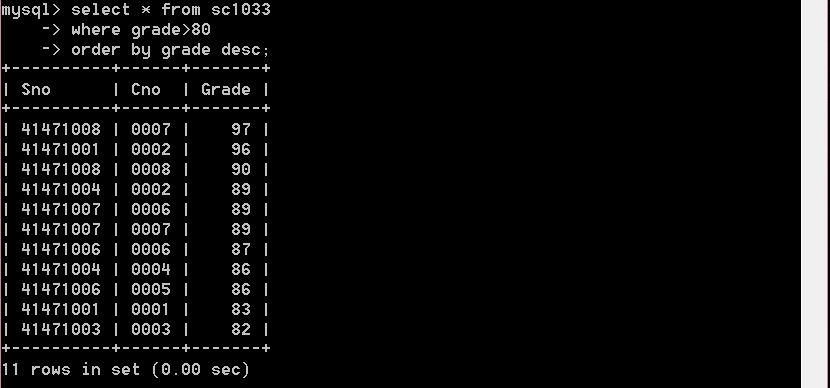 mysql> select * from sc1033
    -> where grade>80
    -> order by grade desc;
+----------+------+-------+
| Sno      | Cno  | Grade |
+----------+------+-------+
| 41471008 | 0007 |    97 |
| 41471001 | 0002 |    96 |
| 41471008 | 0008 |    90 |
| 41471004 | 0002 |    89 |
| 41471007 | 0006 |    89 |
| 41471007 | 0007 |    89 |
| 41471006 | 0006 |    87 |
| 41471004 | 0004 |    86 |
| 41471006 | 0005 |    86 |
| 41471001 | 0001 |    83 |
| 41471003 | 0003 |    82 |
+----------+------+-------+
11 rows in set (0.00 sec)